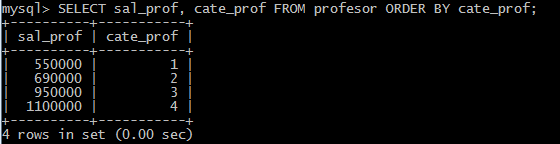 mysql> SELECT sal_prof, cate_prof FROM profesor ORDER BY cate_prof;
+----------+-----------+
| sal_prof | cate_prof |
+----------+-----------+
|   550000 |         1 |
|   690000 |         2 |
|   950000 |         3 |
|  1100000 |         4 |
+----------+-----------+
4 rows in set (0.00 sec)